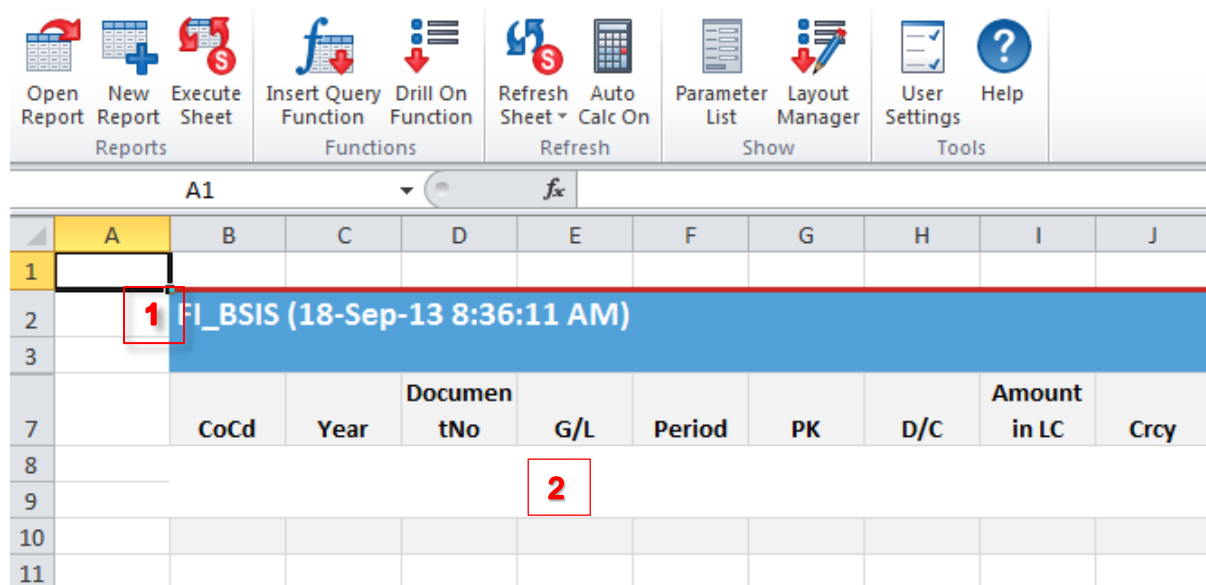 Open New Execute Insert Query Drill On Refresh Auto Parameter Layout User Help
Report Report Sheet Function Function Sheet Calc On List Manager Settings
Reports Functions Refresh Show Tools
A1 fx
A B C D E F G H I J
1
1
2 FI_BSIS (18-Sep-13 8:36:11 AM)
3
Documen Amount
7 CoCd Year tNo G/L Period PK D/C in LC Crcy
8
2
9
10
11